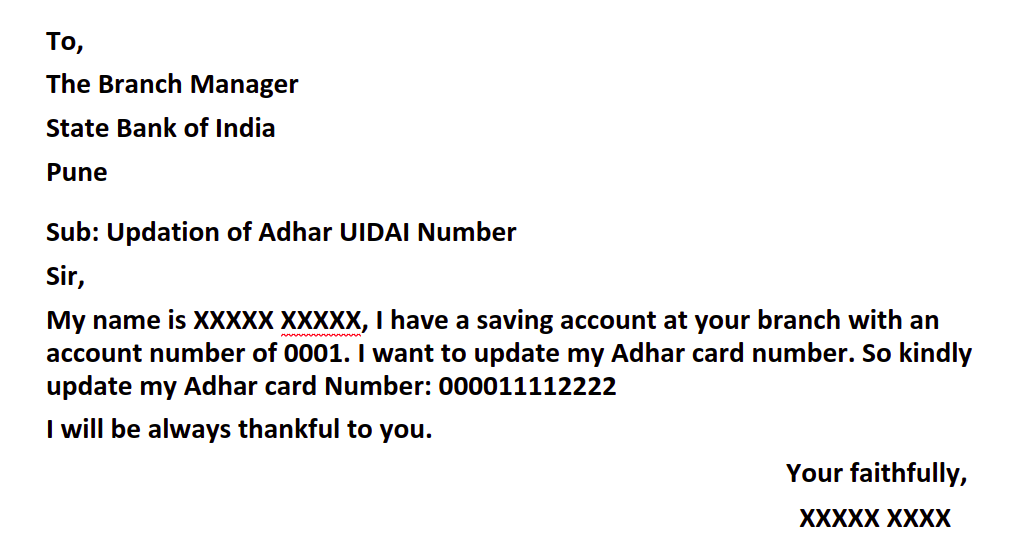 To,
The Branch Manager
State Bank of India
Pune
Sub: Updation of Adhar UIDAI Number
Sir,
My name is XXXXX XXXXX, I have a saving account at your branch with an
account number of 0001. I want to update my Adhar card number. So kindly
update my Adhar card Number: 000011112222
I will be always thankful to you.
Your faithfully,
XXXXX XXXX